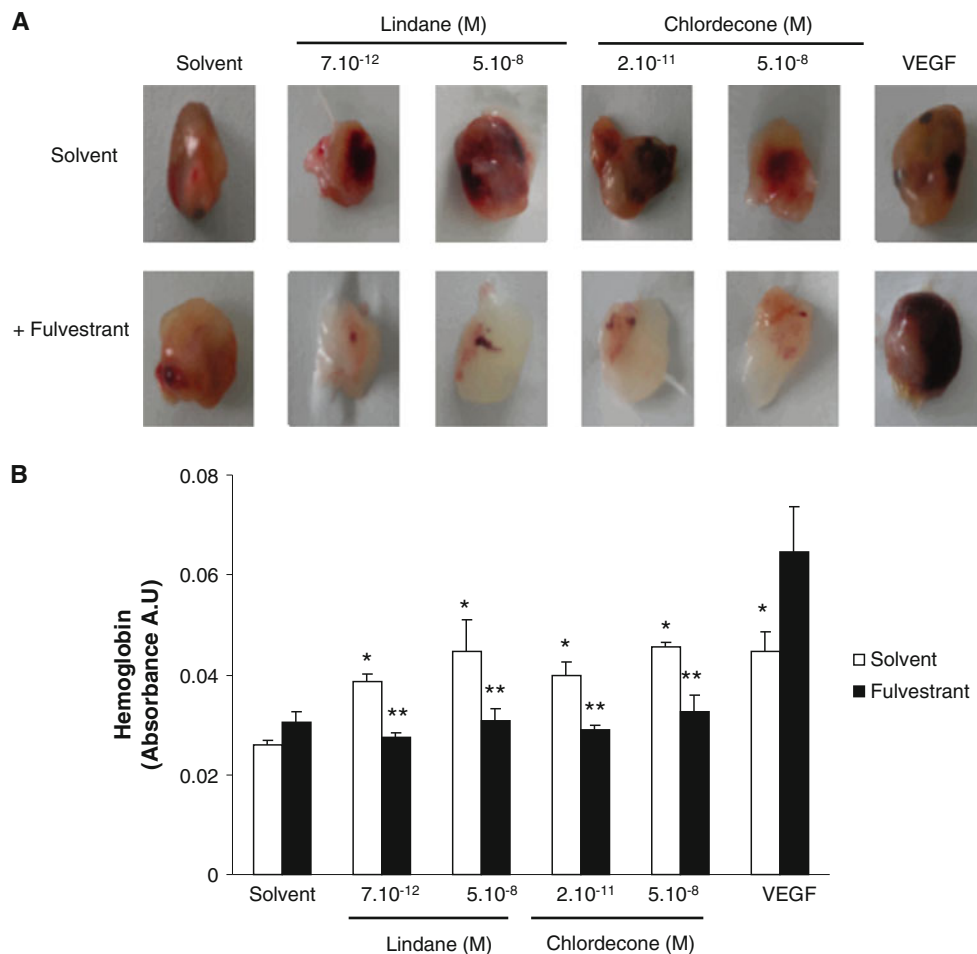 A
Lindane (M) Chlordecone (M)
Solvent 7.10⁻¹² 5.10⁻⁸ 2.10⁻¹¹ 5.10⁻⁸ VEGF
Solvent
+ Fulvestrant
B
0.08
0.06
0.04
0.02
0
Hemoglobin
(Absorbance A.U)
* ** * ** * ** * ** *
Solvent
Fulvestrant
Solvent 7.10⁻¹² 5.10⁻⁸ 2.10⁻¹¹ 5.10⁻⁸ VEGF
Lindane (M) Chlordecone (M)